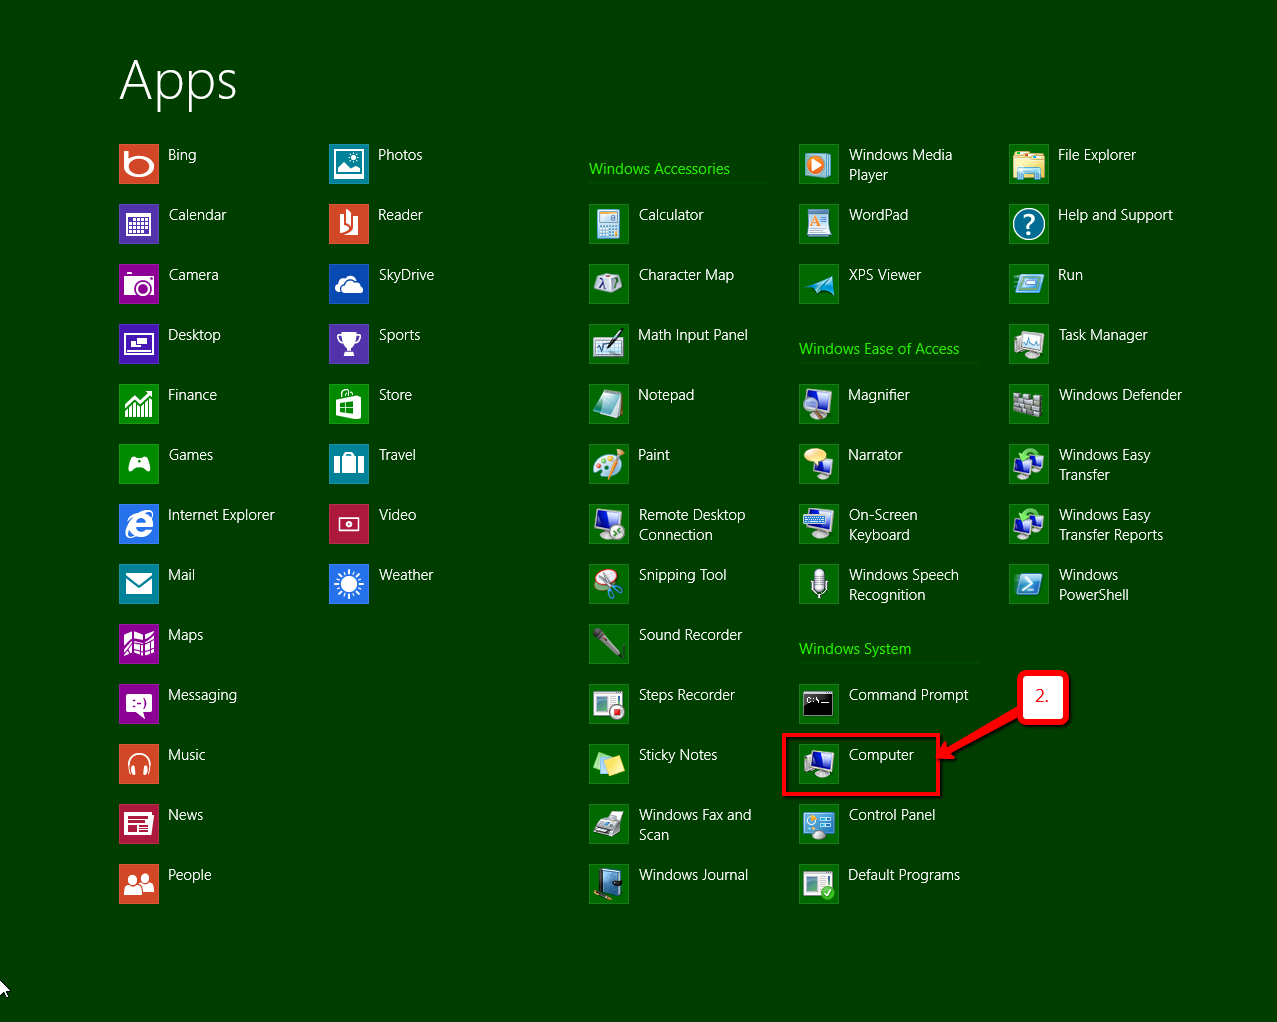 Apps
Bing
Calendar
Camera
Desktop
Finance
Games
Internet Explorer
Mail
Maps
Messaging
Music
News
People
Photos
Reader
SkyDrive
Sports
Store
Travel
Video
Weather
Windows Accessories
Calculator
Character Map
Math Input Panel
Notepad
Paint
Remote Desktop
Connection
Snipping Tool
Sound Recorder
Steps Recorder
Sticky Notes
Windows Fax and
Scan
Windows Journal
Windows Media
Player
WordPad
XPS Viewer
Windows Ease of Access
Magnifier
Narrator
On-Screen
Keyboard
Windows Speech
Recognition
Windows System
Command Prompt
C:\_
Computer
2.
Control Panel
Default Programs
File Explorer
Help and Support
Run
Task Manager
Windows Defender
Windows Easy
Transfer
Windows Easy
Transfer Reports
Windows
PowerShell